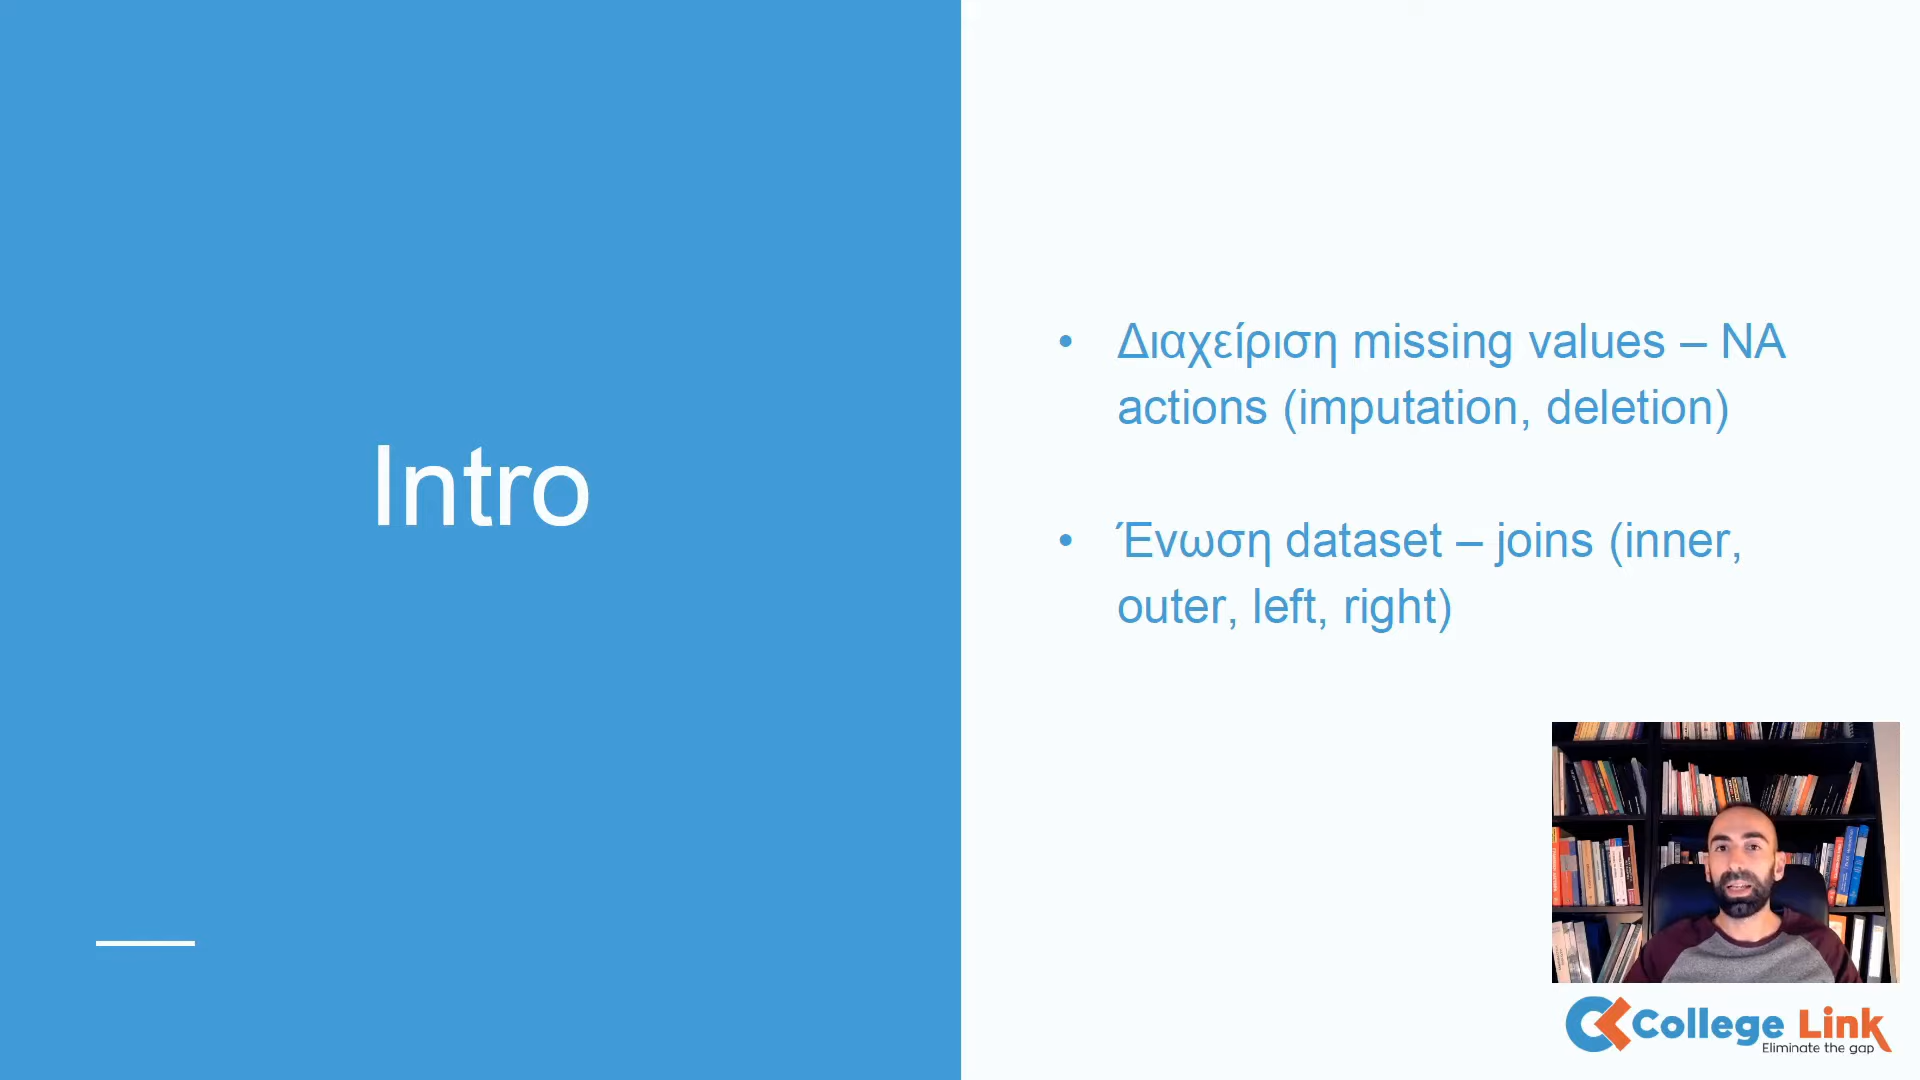 Intro
• Διαχείριση missing values – NA
actions (imputation, deletion)
• Ένωση dataset – joins (inner,
outer, left, right)
College Link
Eliminate the gap